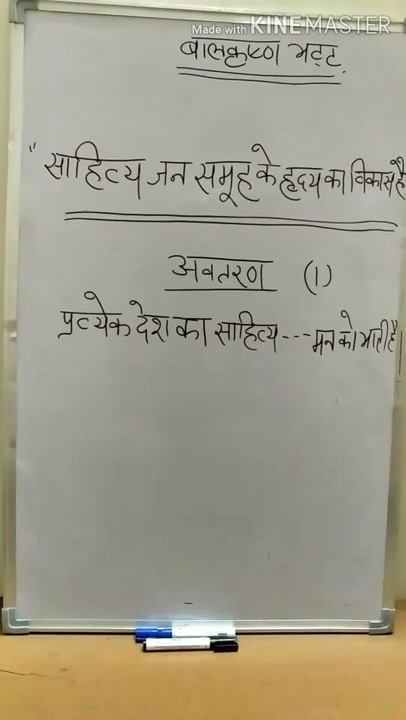 Made with KINEMASTER
बालकृष्ण भट्ट
" साहित्य जन समूह के हृदय का विकास है
अवतरण (1)
प्रत्येक देश का साहित्य --- मन को भाती है।